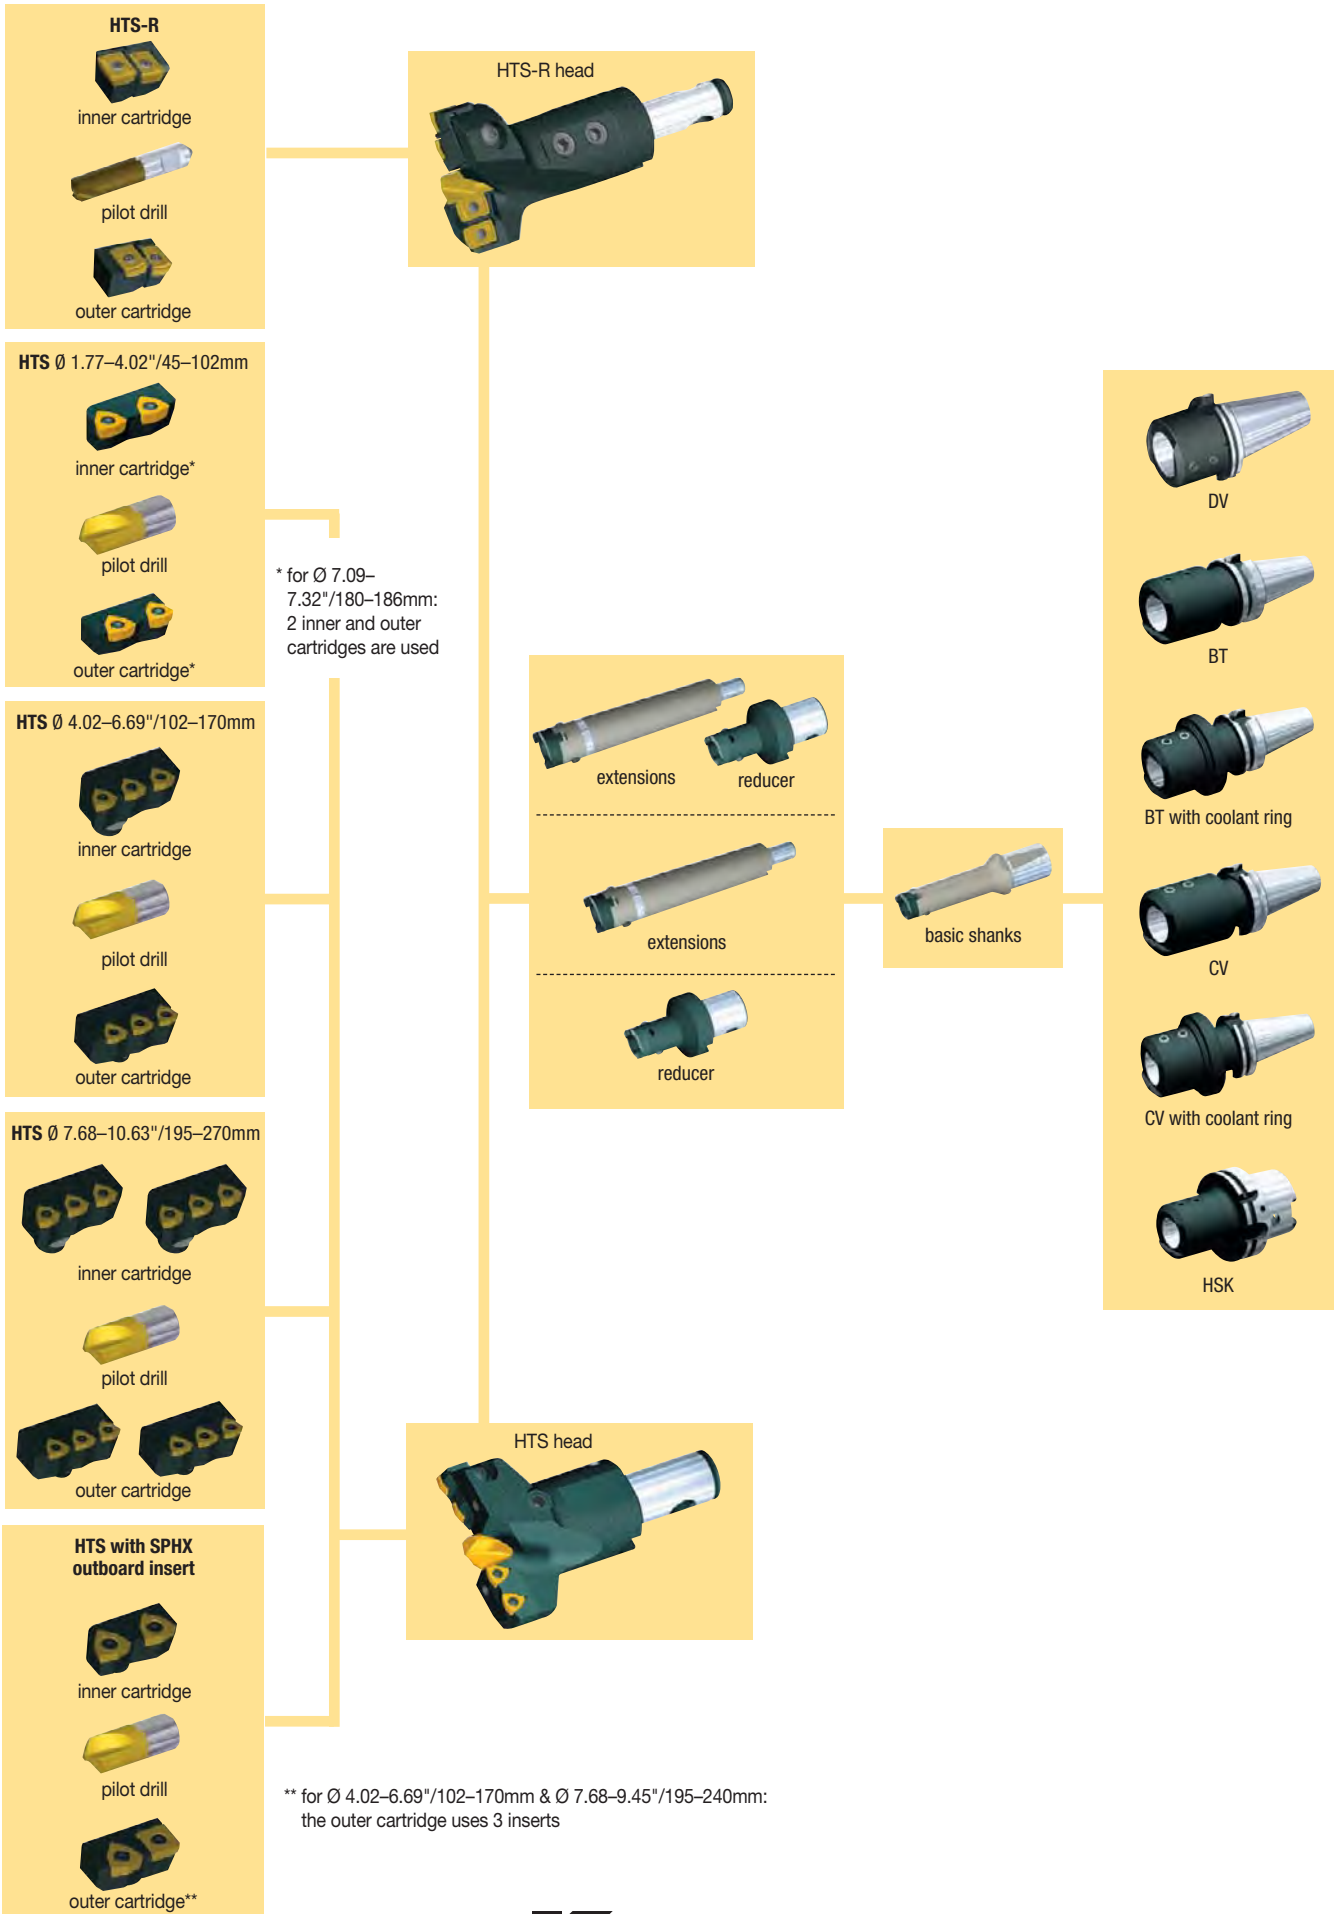 HTS-R
inner cartridge
pilot drill
outer cartridge
HTS-R head
HTS Ø 1.77–4.02"/45–102mm
inner cartridge*
pilot drill
outer cartridge*
* for Ø 7.09–
7.32"/180–186mm:
2 inner and outer
cartridges are used
HTS Ø 4.02–6.69"/102–170mm
inner cartridge
pilot drill
outer cartridge
HTS Ø 7.68–10.63"/195–270mm
inner cartridge
pilot drill
outer cartridge
HTS with SPHX
outboard insert
inner cartridge
pilot drill
outer cartridge**
** for Ø 4.02–6.69"/102–170mm & Ø 7.68–9.45"/195–240mm:
the outer cartridge uses 3 inserts
HTS head
extensions
reducer
extensions
reducer
basic shanks
DV
BT
BT with coolant ring
CV
CV with coolant ring
HSK